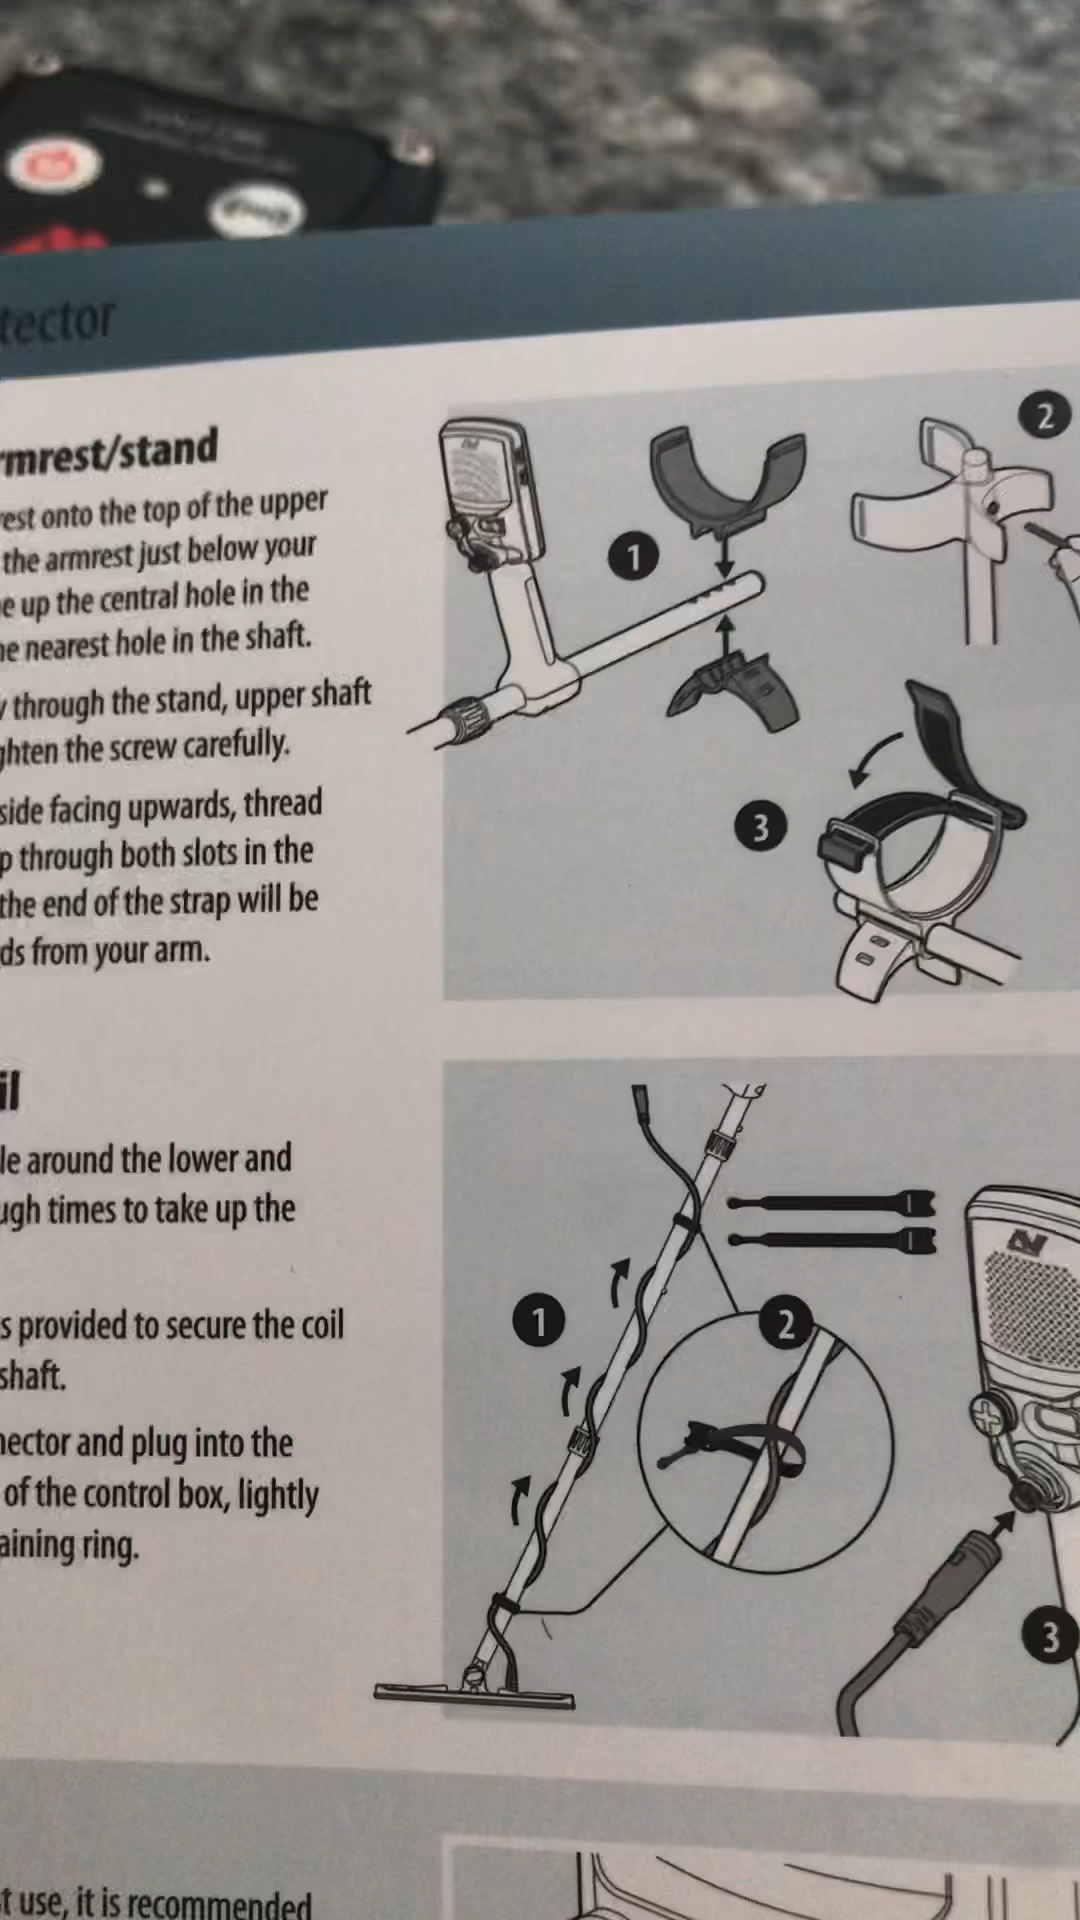 tector
rmrest/stand
rest onto the top of the upper
the armrest just below your
e up the central hole in the
he nearest hole in the shaft.
y through the stand, upper shaft
ghten the screw carefully.
side facing upwards, thread
p through both slots in the
the end of the strap will be
ds from your arm.
1
2
3
il
le around the lower and
ugh times to take up the
s provided to secure the coil
shaft.
nector and plug into the
of the control box, lightly
aining ring.
1
2
3
t use, it is recommended